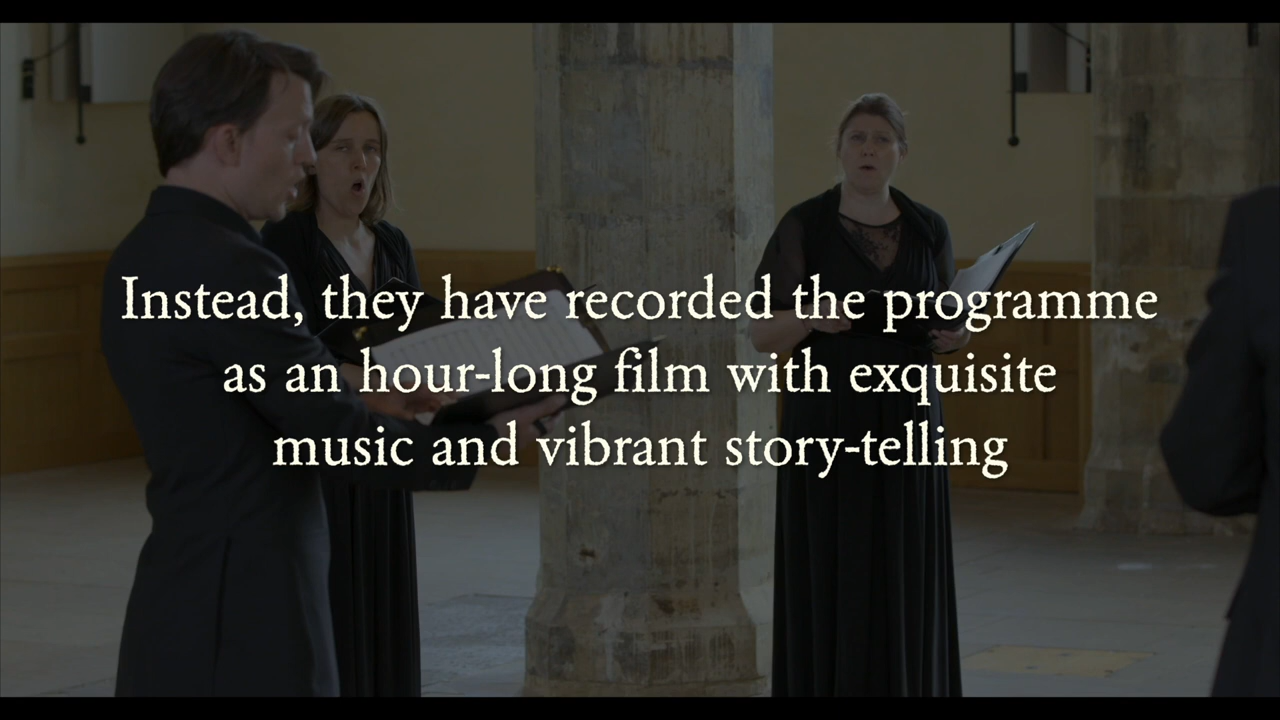 Instead, they have recorded the programme
as an hour-long film with exquisite
music and vibrant story-telling